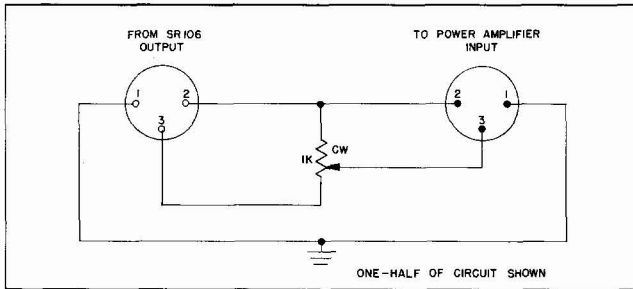 FROM SR106
OUTPUT
TO POWER AMPLIFIER
INPUT
1
2
3
2
1
3
CW
1K
ONE-HALF OF CIRCUIT SHOWN